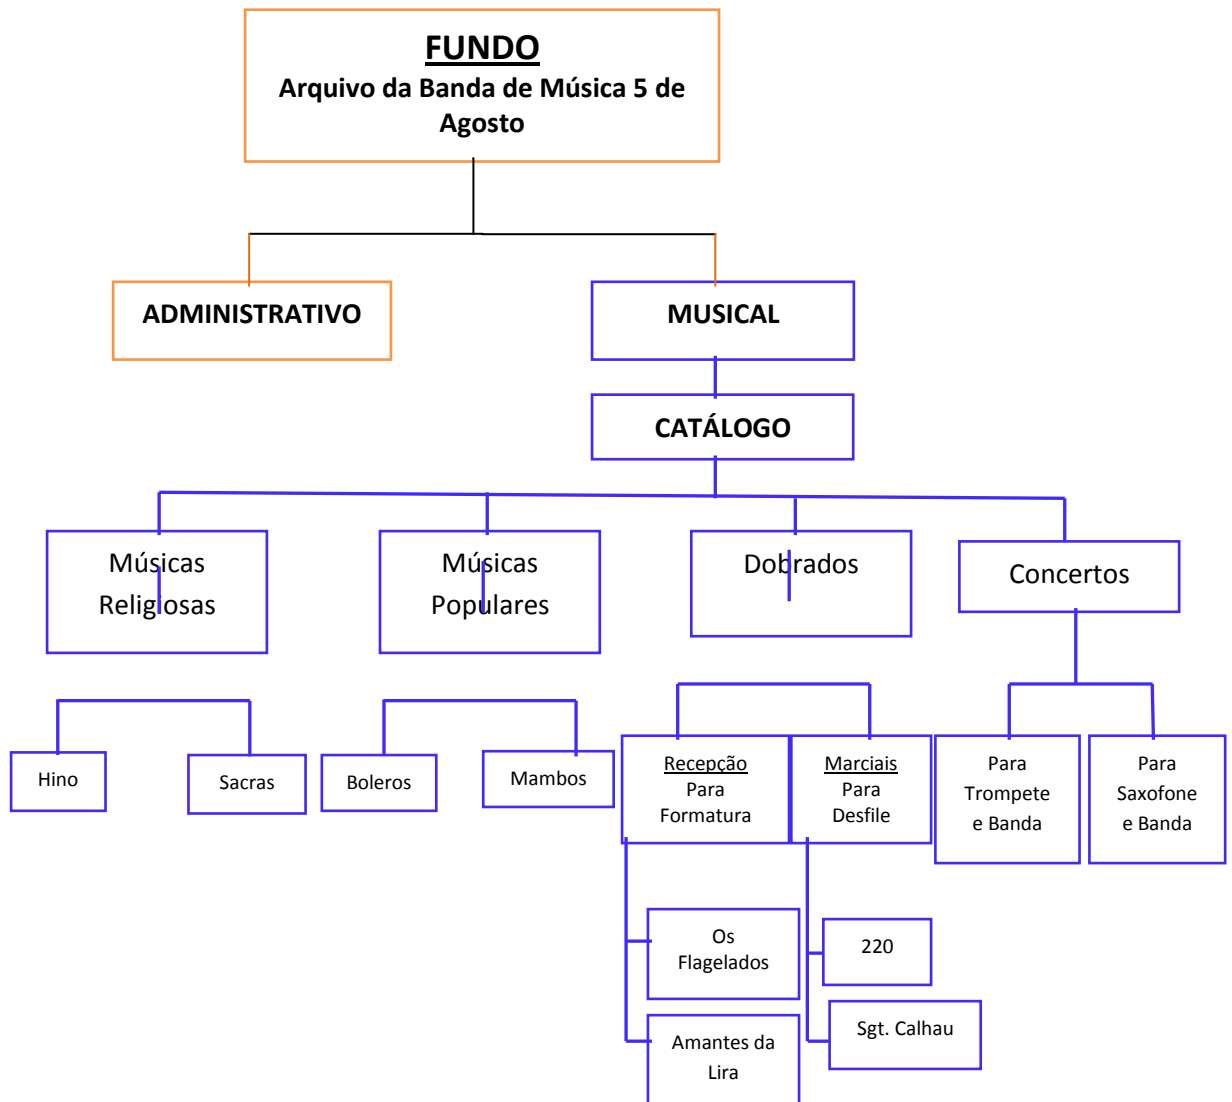 FUNDO
Arquivo da Banda de Música 5 de
Agosto
ADMINISTRATIVO
MUSICAL
CATÁLOGO
Músicas
Religiosas
Músicas
Populares
Dobrados
Concertos
Hino
Sacras
Boleros
Mambos
Recepção
Para
Formatura
Marciais
Para
Desfile
Para
Trompete
e Banda
Para
Saxofone
e Banda
Os
Flagelados
220
Amantes da
Lira
Sgt. Calhau